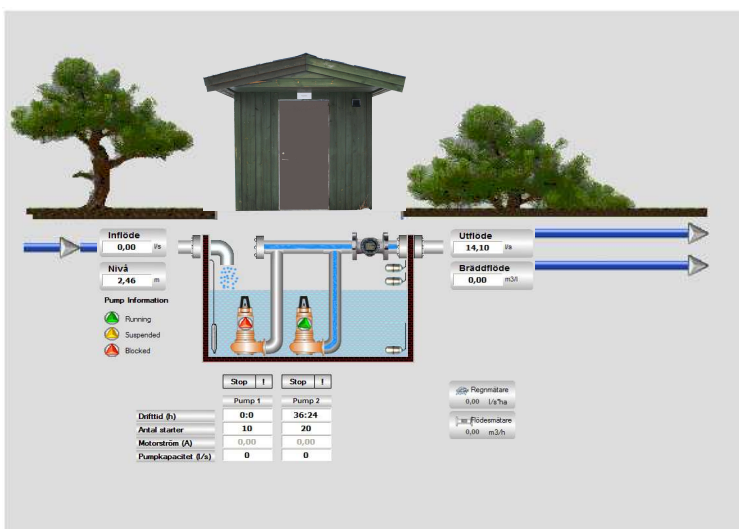 Inflöde
0,00 l/s
Nivå
2,46 m
Pump Information
Running
Suspended
Blocked
Utflöde
14,10 l/s
Bräddflöde
0,00 m3/l
Stop ! Stop !
Pump 1 Pump 2
Drifttid (h) 0:0 36:24
Antal starter 10 20
Motorström (A) 0,00 0,00
Pumpkapacitet (l/s) 0 0
Regnmätare
0,00 l/s*ha
Flödesmätare
0,00 m3/h